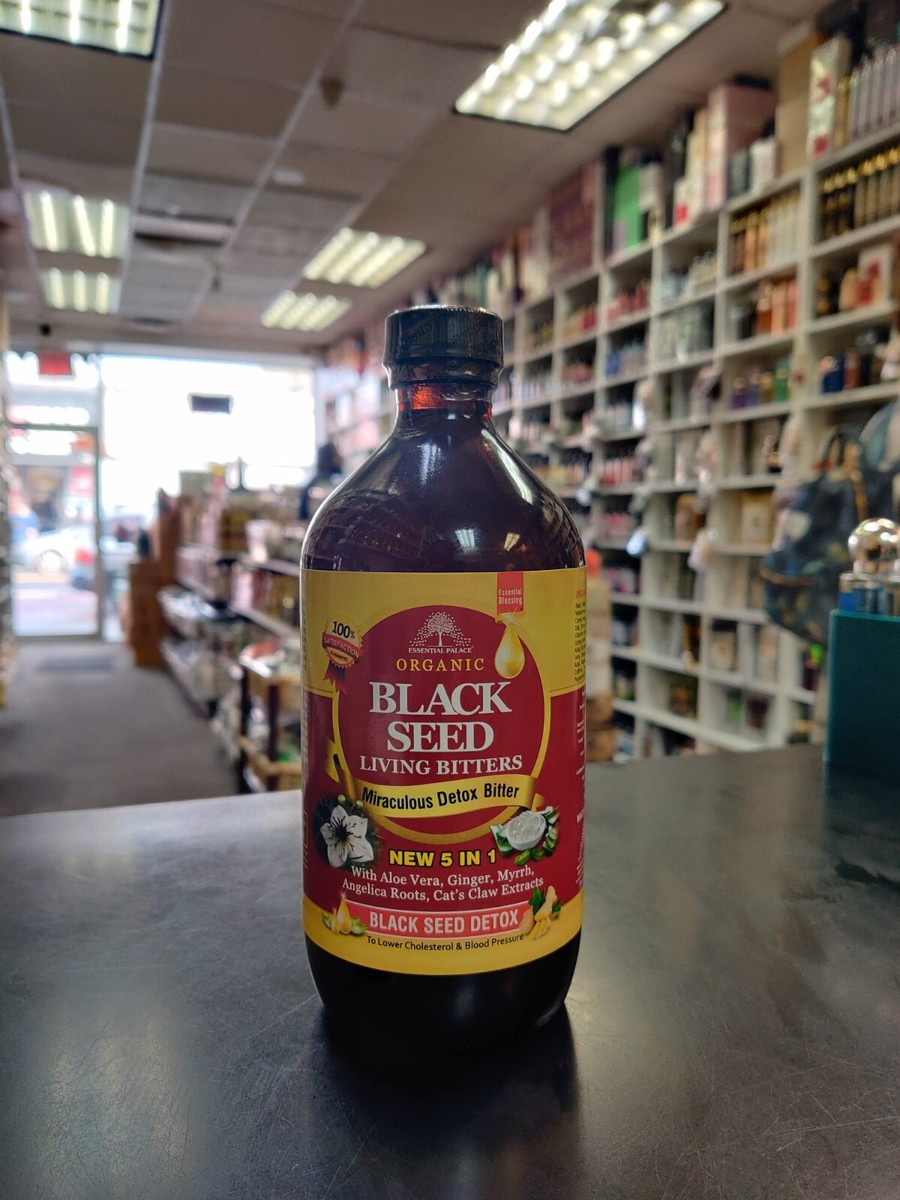 Essential
Blessing
100%
SATISFACTION
ESSENTIAL PALACE
ORGANIC
BLACK
SEED
LIVING BITTERS
Miraculous Detox Bitter
NEW 5 IN 1
With Aloe Vera, Ginger, Myrrh,
Angelica Roots, Cat's Claw Extracts
BLACK SEED DETOX
To Lower Cholesterol & Blood Pressure